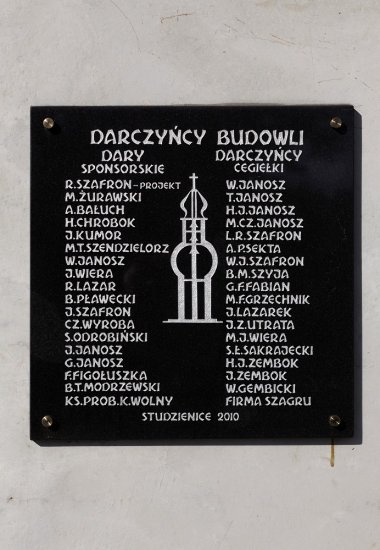 DARCZYŃCY BUDOWLI
DARY
SPONSORSKIE
R.SZAFRON-PROJEKT
M.ŻURAWSKI
A.BAŁUCH
H.CHROBOK
J.KUMOR
M.T.SZENDZIELORZ
W.JANOSZ
J.WIERA
R.LAZAR
B.PŁAWECKI
J.SZAFRON
CZ.WYROBA
S.ODROBIŃSKI
J.JANOSZ
G.JANOSZ
F.FIGOŁUSZKA
B.T.MODRZEWSKI
KS.PROB.K.WOLNY
DARCZYŃCY
CEGIEŁKI
W.JANOSZ
T.JANOSZ
H.J.JANOSZ
M.CZ.JANOSZ
L.R.SZAFRON
A.P.SEKTA
W.J.SZAFRON
B.M.SZYJA
G.F.FABIAN
M.F.GRZECHNIK
J.LAZAREK
J.Z.UTRATA
M.J.WIERA
S.Ł.SAKRAJECKI
H.J.ZEMBOK
J.ZEMBOK
W.GEMBICKI
FIRMA SZAGRU
STUDZIENICE 2010